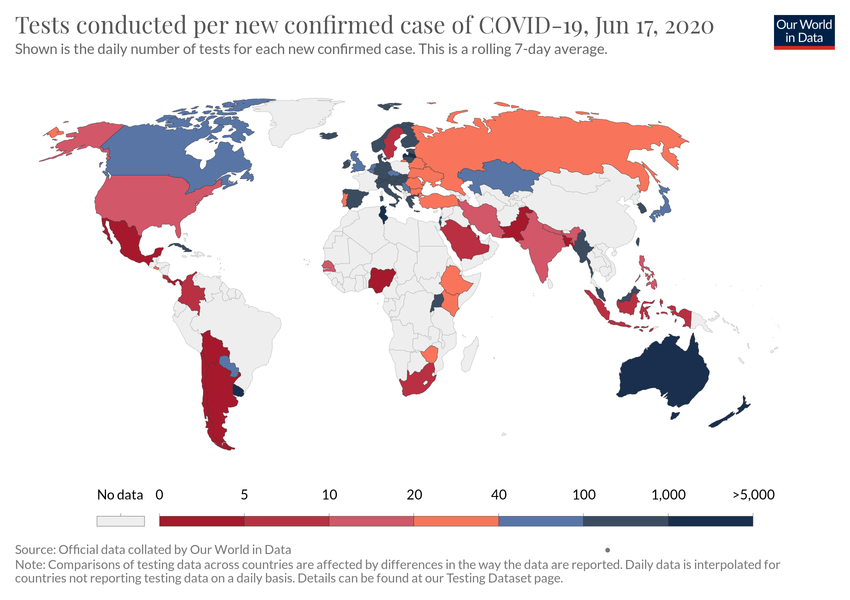 Tests conducted per new confirmed case of COVID-19, Jun 17, 2020
Shown is the daily number of tests for each new confirmed case. This is a rolling 7-day average.
Our World
in Data
No data 0 5 10 20 40 100 1,000 >5,000
Source: Official data collated by Our World in Data
Note: Comparisons of testing data across countries are affected by differences in the way the data are reported. Daily data is interpolated for
countries not reporting testing data on a daily basis. Details can be found at our Testing Dataset page.